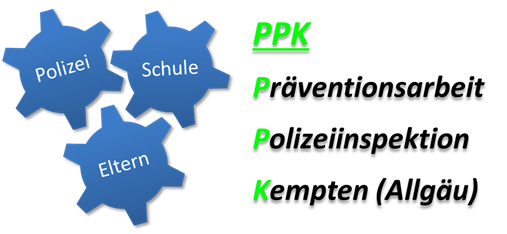 Polizei
Schule
Eltern
PPK
Präventionsarbeit
Polizeiinspektion
Kempten (Allgäu)